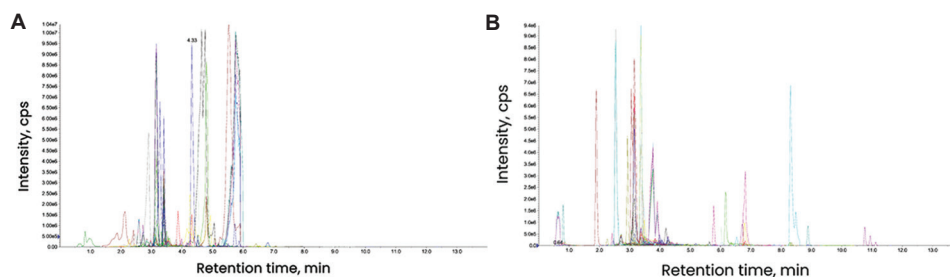 A
Intensity, cps
1.04e7
1.00e7
9.50e6
9.00e6
8.50e6
8.00e6
7.50e6
7.00e6
6.50e6
6.00e6
5.50e6
5.00e6
4.50e6
4.00e6
3.50e6
3.00e6
2.50e6
2.00e6
1.50e6
1.00e6
5.00e5
0.00
4.33
1.0 2.0 3.0 4.0 5.0 6.0 7.0 8.0 9.0 10.0 11.0 12.0 13.0
Retention time, min
B
Intensity, cps
9.4e6
9.0e6
8.5e6
8.0e6
7.5e6
7.0e6
6.5e6
6.0e6
5.5e6
5.0e6
4.5e6
4.0e6
3.5e6
3.0e6
2.5e6
2.0e6
1.5e6
1.0e6
5.0e5
0.0
1.0 2.0 3.0 4.0 5.0 6.0 7.0 8.0 9.0 10.0 11.0 12.0 13.0
Retention time, min